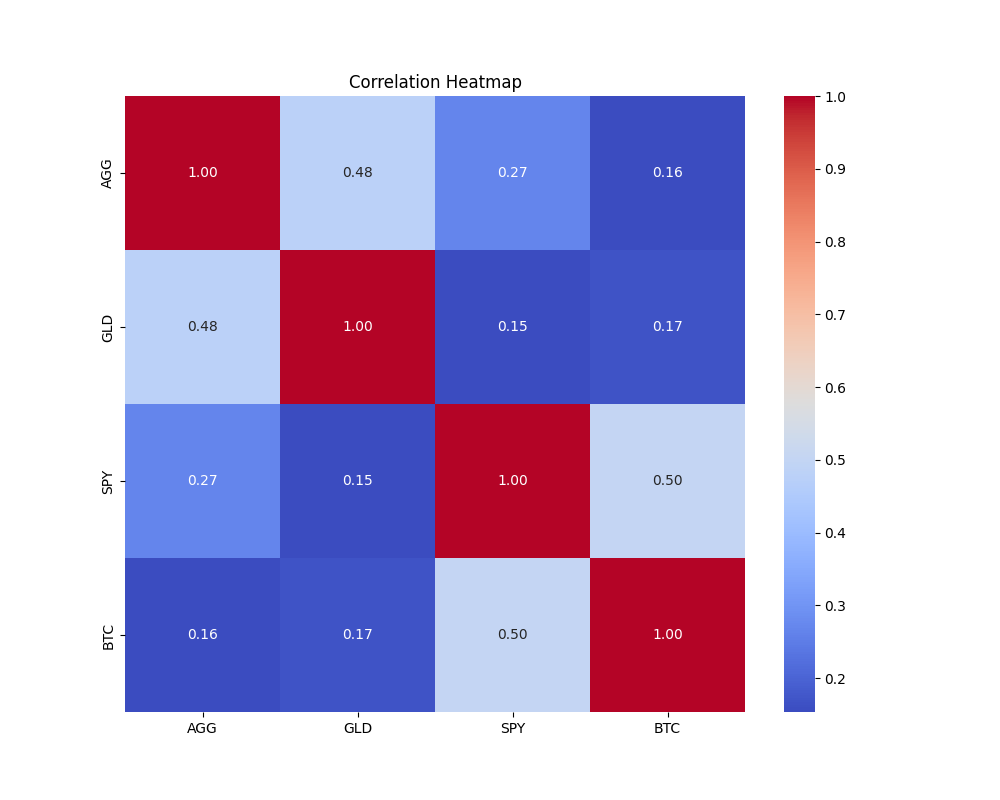 Correlation Heatmap
AGG 1.00 0.48 0.27 0.16
GLD 0.48 1.00 0.15 0.17
SPY 0.27 0.15 1.00 0.50
BTC 0.16 0.17 0.50 1.00
AGG GLD SPY BTC
1.0
0.9
0.8
0.7
0.6
0.5
0.4
0.3
0.2